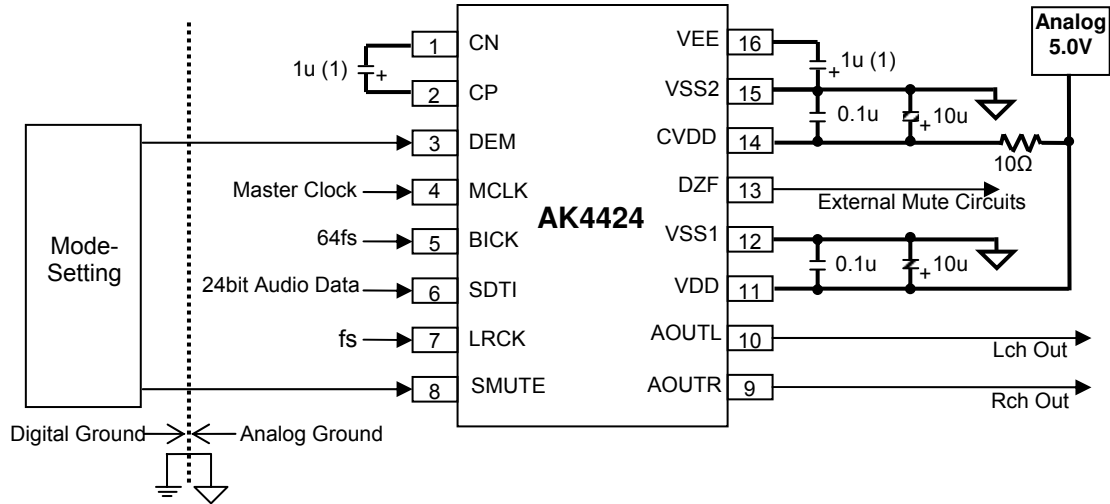 Analog
5.0V
1 CN
VEE 16
1u (1) +
+ 1u (1)
2 CP
VSS2 15
0.1u
+ 10u
3 DEM
CVDD 14
10Ω
Master Clock
4 MCLK
DZF 13
External Mute Circuits
AK4424
Mode-
Setting
64fs
5 BICK
VSS1 12
0.1u
+ 10u
24bit Audio Data
6 SDTI
VDD 11
fs
7 LRCK
AOUTL 10
Lch Out
8 SMUTE
AOUTR 9
Rch Out
Digital Ground
Analog Ground